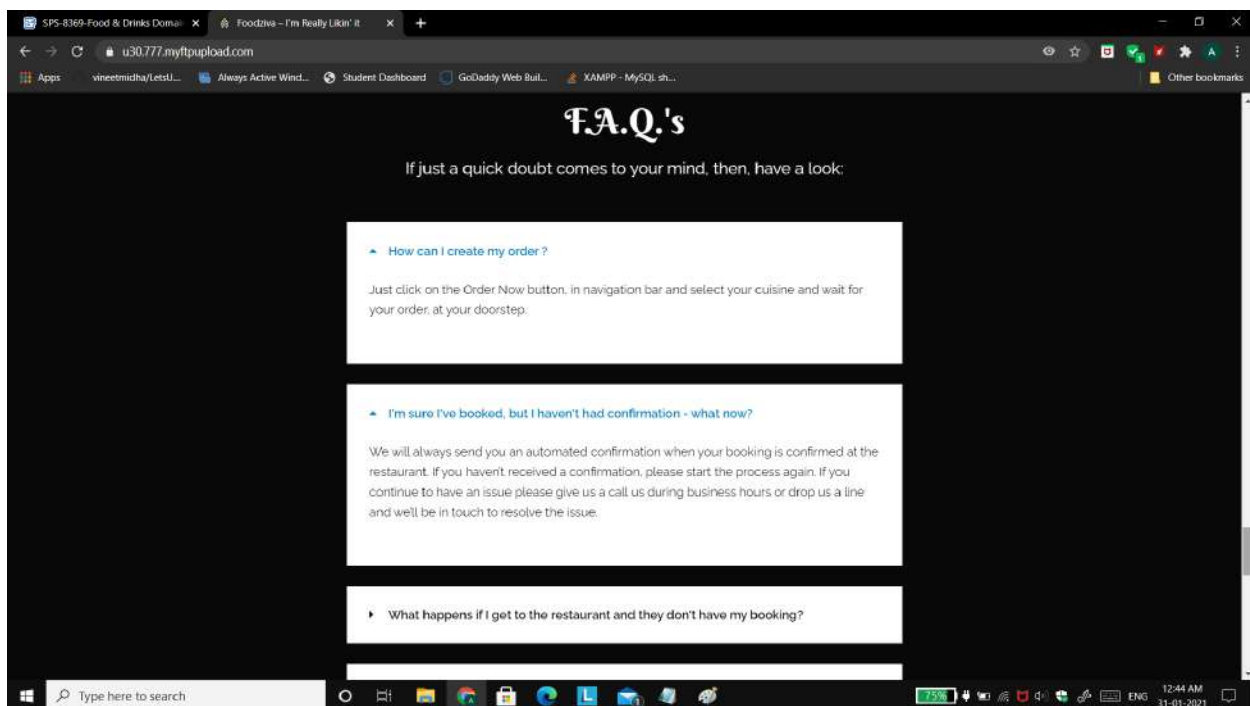 SPS-8369-Food & Drinks Domai
Foodziva – I'm Really Likin' it
u30.777.myftpupload.com
Apps
vineetmidha/LetsU...
Always Active Wind...
Student Dashboard
GoDaddy Web Buil...
XAMPP - MySQL sh...
Other bookmarks
F.A.Q.'s
If just a quick doubt comes to your mind, then, have a look:
How can I create my order ?
Just click on the Order Now button, in navigation bar and select your cuisine and wait for
your order, at your doorstep.
I'm sure I've booked, but I haven't had confirmation - what now?
We will always send you an automated confirmation when your booking is confirmed at the
restaurant. If you haven't received a confirmation, please start the process again. If you
continue to have an issue please give us a call us during business hours or drop us a line
and we'll be in touch to resolve the issue.
What happens if I get to the restaurant and they don't have my booking?
Type here to search
75%
ENG
12:44 AM
31-01-2021